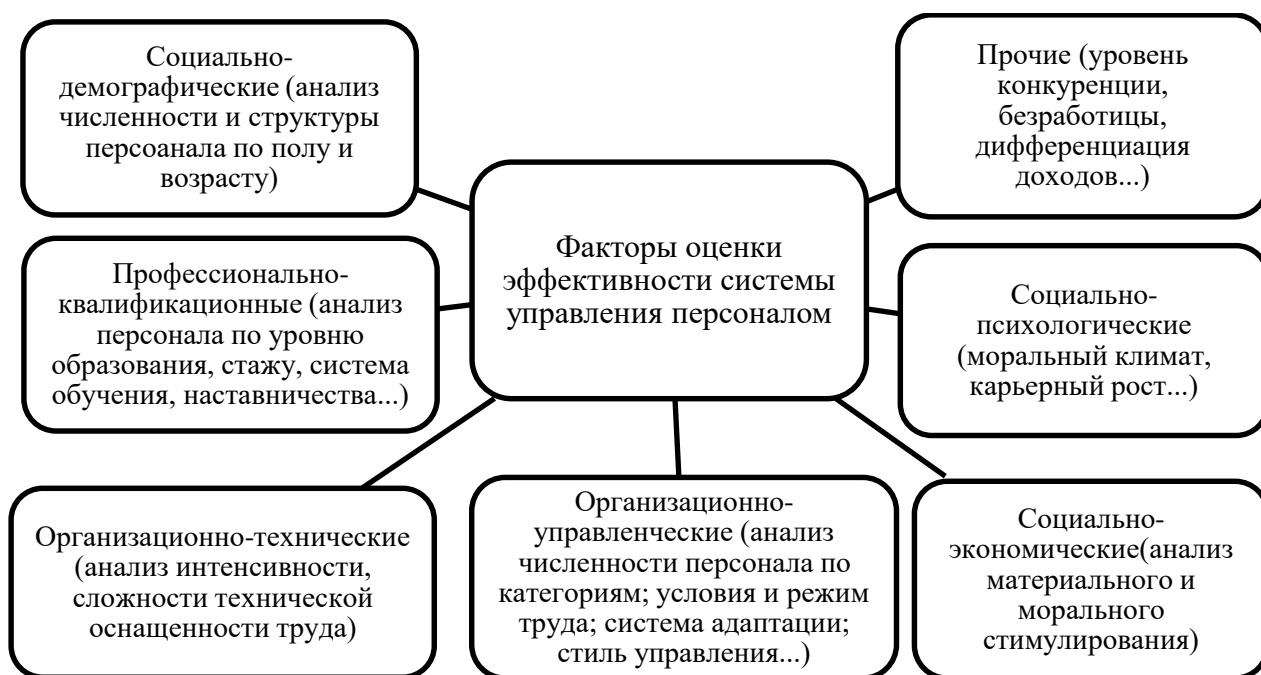 Социально-
демографические (анализ
численности и структуры
персоанала по полу и
возрасту)
Прочие (уровень
конкуренции,
безработицы,
дифференциация
доходов...)
Факторы оценки
эффективности системы
управления персоналом
Профессионально-
квалификационные (анализ
персонала по уровню
образования, стажу, система
обучения, наставничества...)
Социально-
психологические
(моральный климат,
карьерный рост...)
Организационно-технические
(анализ интенсивности,
сложности технической
оснащенности труда)
Организационно-
управленческие (анализ
численности персонала по
категориям; условия и режим
труда; система адаптации;
стиль управления...)
Социально-
экономические(анализ
материального и
морального
стимулирования)